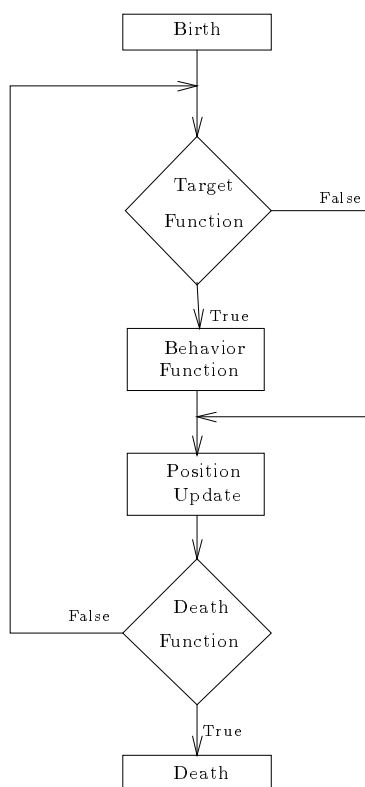 Birth
Target
Function
False
True
Behavior
Function
Position
Update
Death
Function
False
True
Death